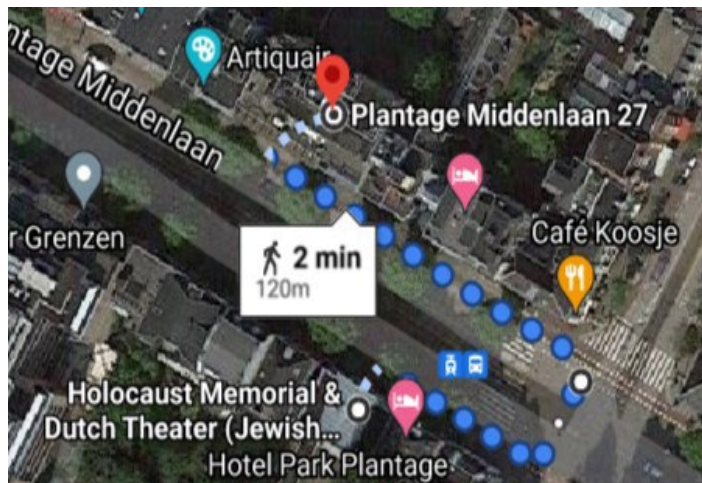 ntage Middenlaan
Artiquair
Plantage Middenlaan 27
r Grenzen
2 min
120m
Café Koosje
Holocaust Memorial &
Dutch Theater (Jewish...
Hotel Park Plantage